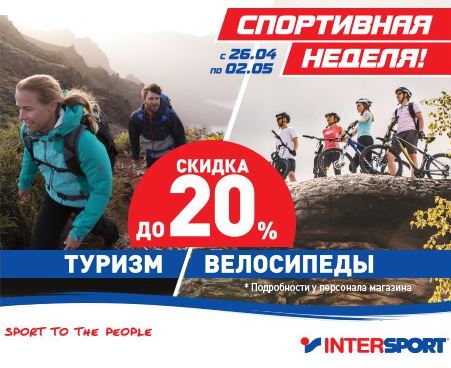 СПОРТИВНАЯ
НЕДЕЛЯ!
с 26.04
по 02.05
СКИДКА
ДО 20%
ТУРИЗМ / ВЕЛОСИПЕДЫ
* Подробности у персонала магазина
SPORT TO THE PEOPLE
INTERSPORT